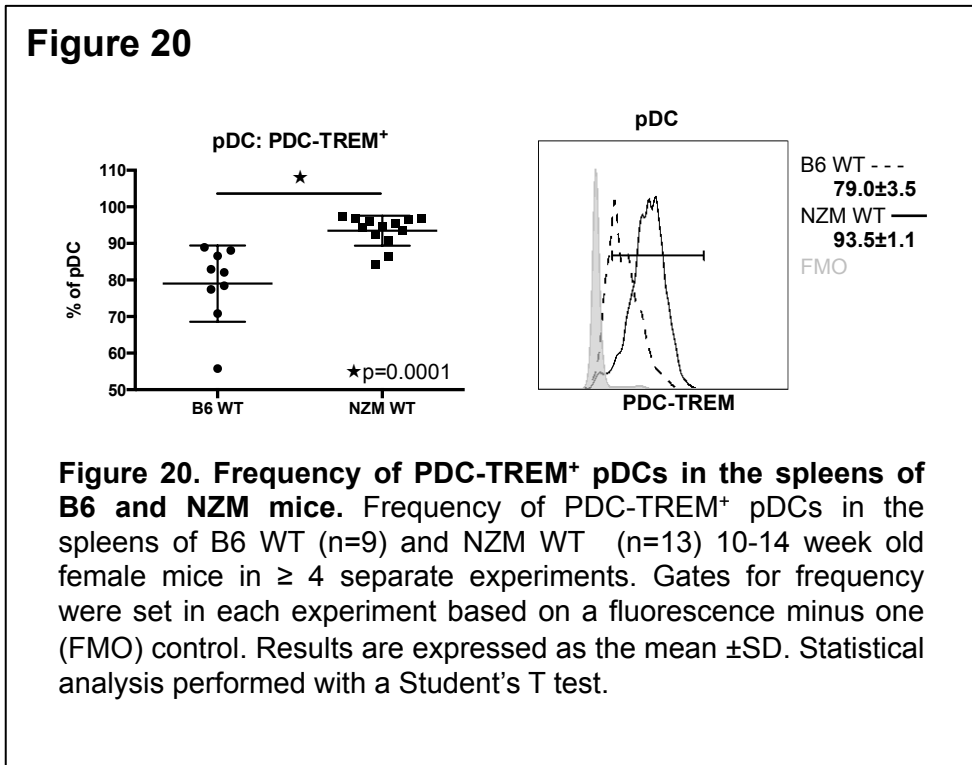 Figure 20
pDC: PDC-TREM⁺
★
110
100
90
80
70
60
50
% of pDC
★p=0.0001
B6 WT
NZM WT
pDC
PDC-TREM
B6 WT - - -
79.0±3.5
NZM WT —
93.5±1.1
FMO
Figure 20. Frequency of PDC-TREM⁺ pDCs in the spleens of
B6 and NZM mice. Frequency of PDC-TREM⁺ pDCs in the
spleens of B6 WT (n=9) and NZM WT (n=13) 10-14 week old
female mice in ≥ 4 separate experiments. Gates for frequency
were set in each experiment based on a fluorescence minus one
(FMO) control. Results are expressed as the mean ±SD. Statistical
analysis performed with a Student’s T test.